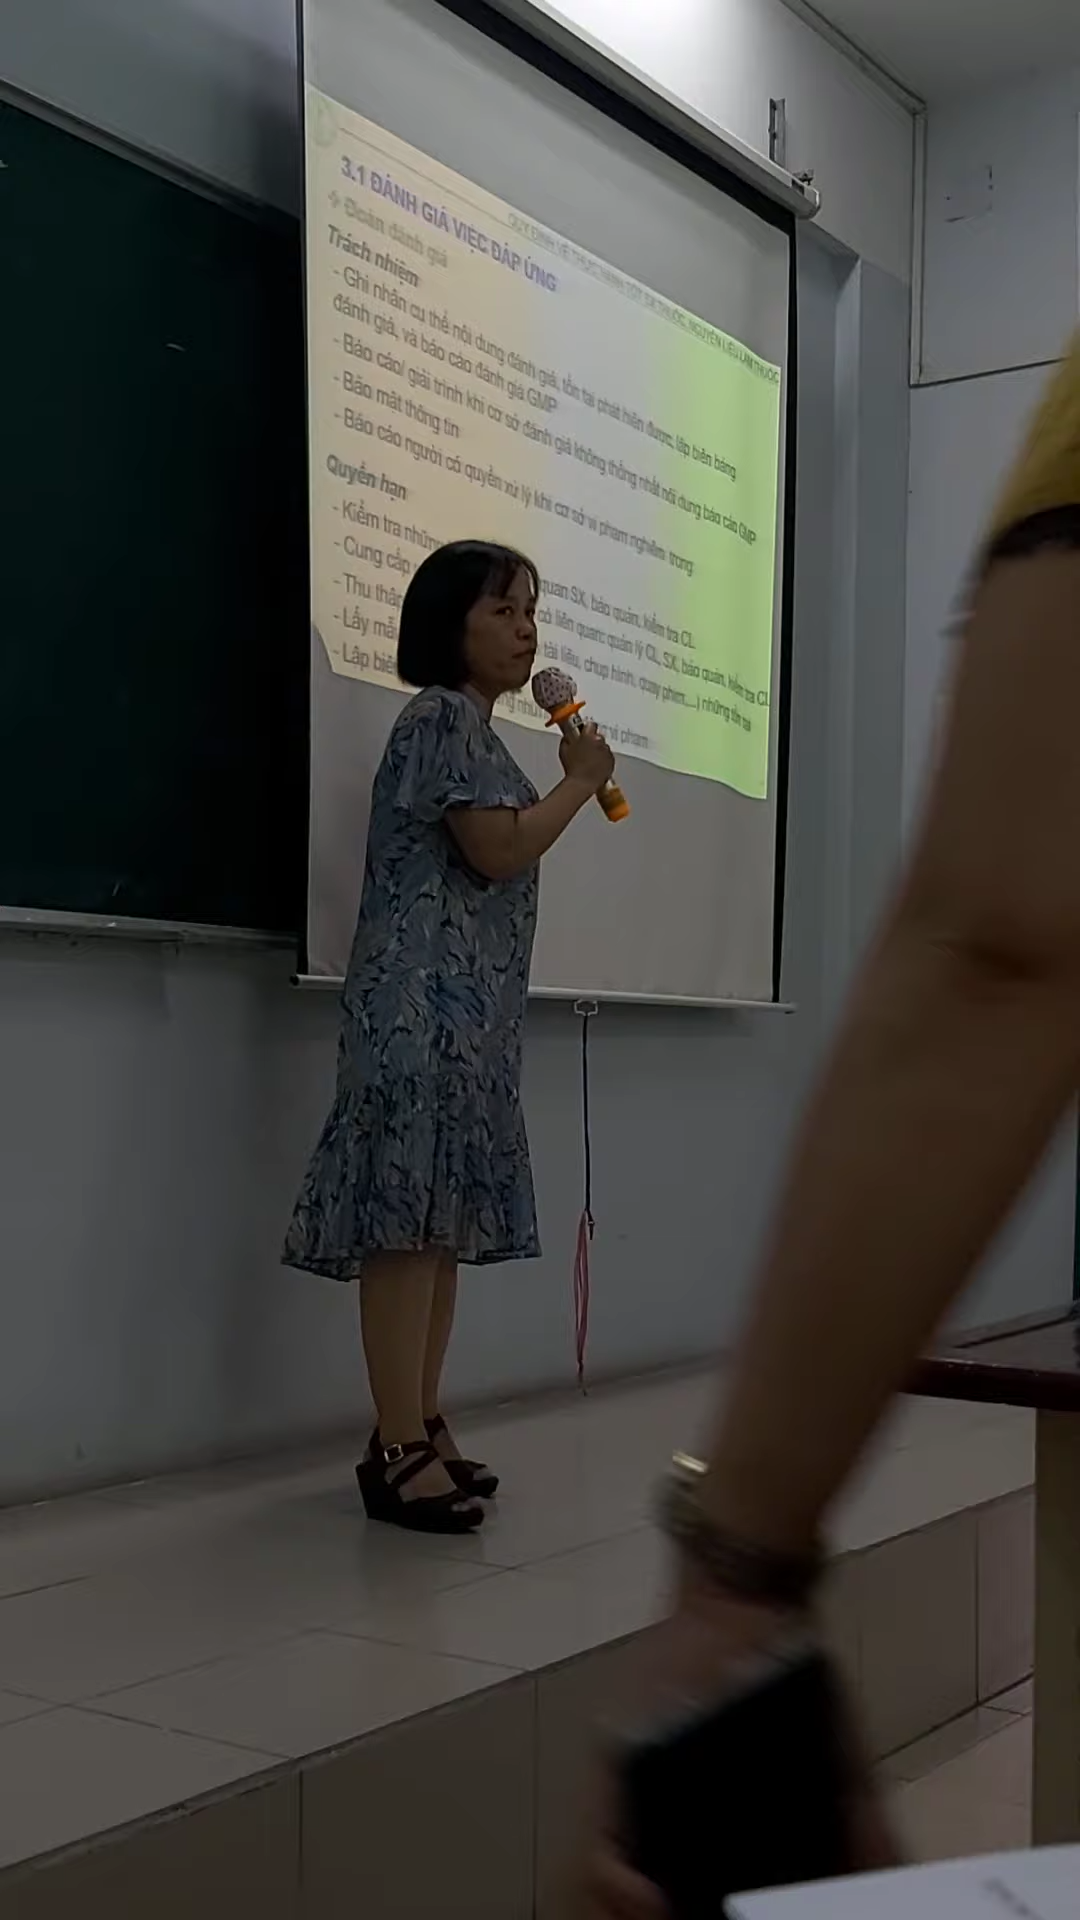 QUY ĐỊNH VỀ THỰC HÀNH TỐT SX THUỐC, NGUYÊN LIỆU LÀM THUỐC
3.1 ĐÁNH GIÁ VIỆC ĐÁP ỨNG
❖ Đoàn đánh giá
Trách nhiệm
- Ghi nhận cụ thể nội dung đánh giá, tồn tại phát hiện được, lập biên bảng
đánh giá, và báo cáo đánh giá GMP
- Báo cáo/ giải trình khi cơ sở đánh giá không thống nhất nội dung báo cáo GMP
- Bảo mật thông tin
- Báo cáo người có quyền xử lý khi cơ sở vi phạm nghiêm trọng
Quyền hạn
- Kiểm tra những quan SX, bảo quản, kiểm tra CL
- Cung cấp có liên quan: quản lý CL, SX, bảo quản, kiểm tra CL
- Thu thập tài liệu, chụp hình, quay phim,...) những tồn tại
- Lấy mẫu
- Lập biên vi phạm